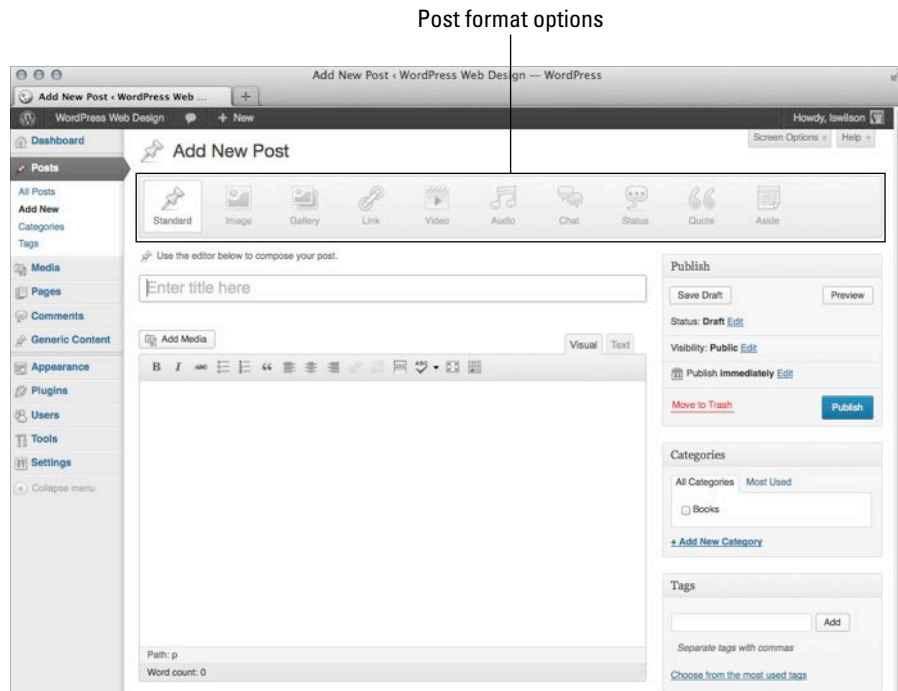 Post format options
Add New Post ‹ WordPress Web Design — WordPress
Add New Post ‹ WordPress Web ...
WordPress Web Design + New
Howdy, lswilson
Screen Options Help
Dashboard
Posts
All Posts
Add New
Categories
Tags
Media
Pages
Comments
Generic Content
Appearance
Plugins
Users
Tools
Settings
Collapse menu
Add New Post
Standard Image Gallery Link Video Audio Chat Status Quote Aside
Use the editor below to compose your post.
Enter title here
Add Media
Visual Text
B I ABC ABC
Path: p
Word count: 0
Publish
Save Draft Preview
Status: Draft Edit
Visibility: Public Edit
Publish immediately Edit
Move to Trash Publish
Categories
All Categories Most Used
Books
+ Add New Category
Tags
Add
Separate tags with commas
Choose from the most used tags